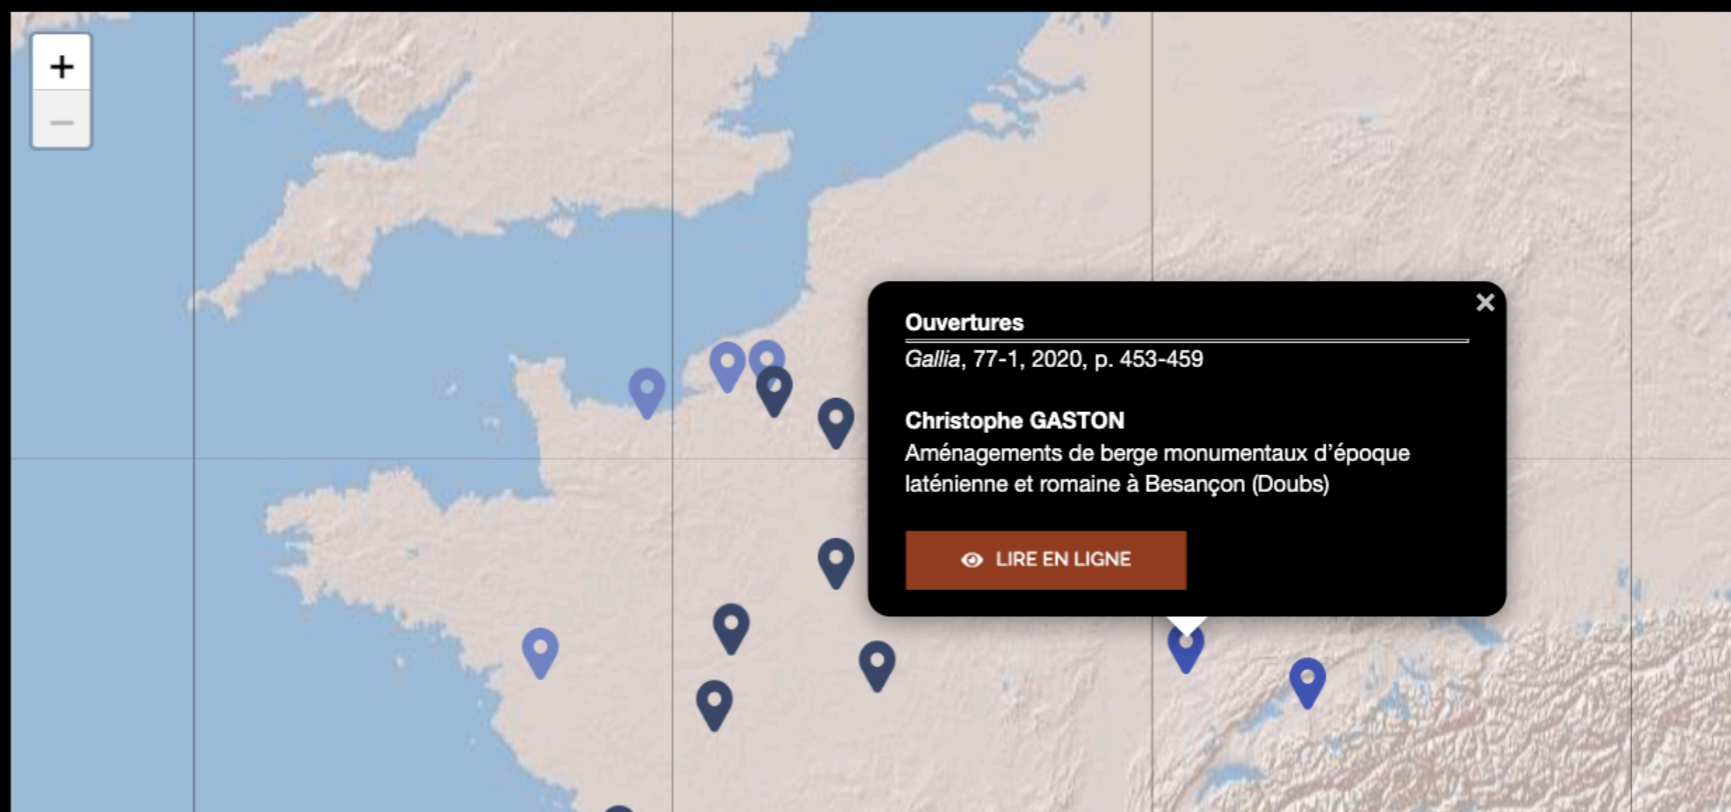 +
−
×
Ouvertures
Gallia, 77-1, 2020, p. 453-459
Christophe GASTON
Aménagements de berge monumentaux d’époque
laténienne et romaine à Besançon (Doubs)
LIRE EN LIGNE